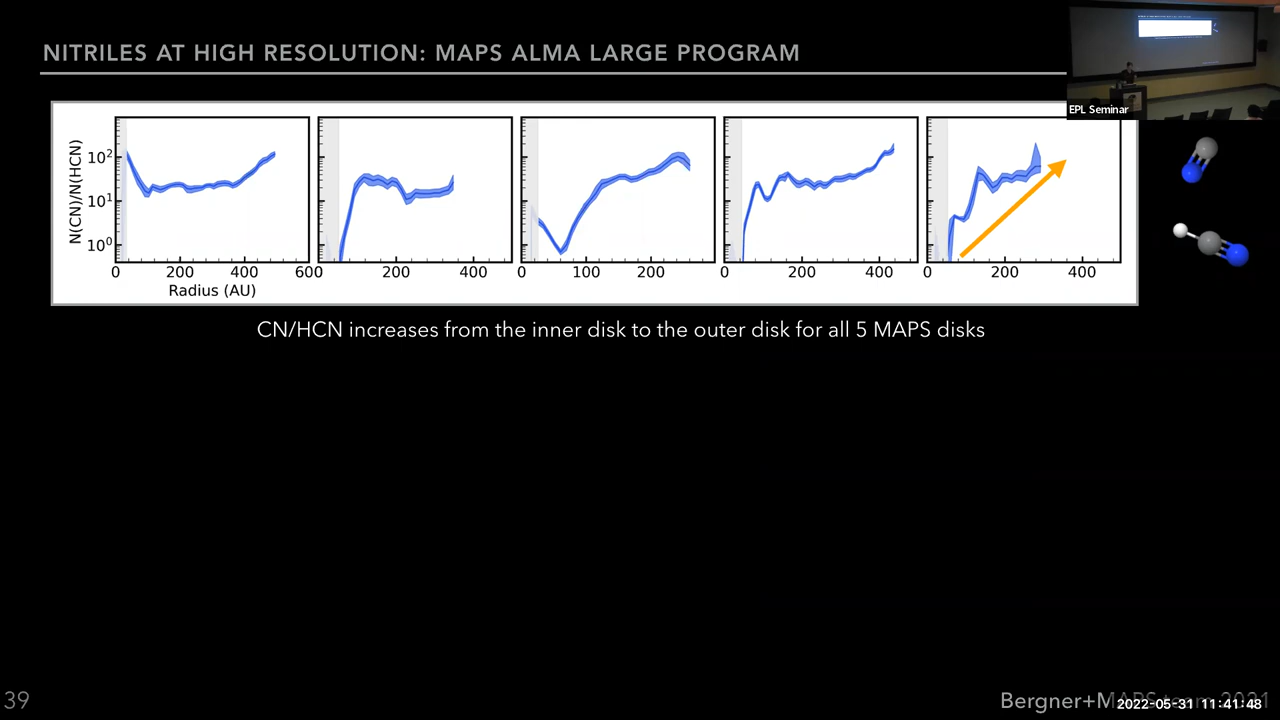 NITRILES AT HIGH RESOLUTION: MAPS ALMA LARGE PROGRAM
EPL Seminar
N(CN)/N(HCN)
10²
10¹
10⁰
0 200 400 600
200 400
0 100 200
0 200 400
0 200 400
Radius (AU)
CN/HCN increases from the inner disk to the outer disk for all 5 MAPS disks
39
Bergner+MAPS team 2021
2022-05-31 11:41:48